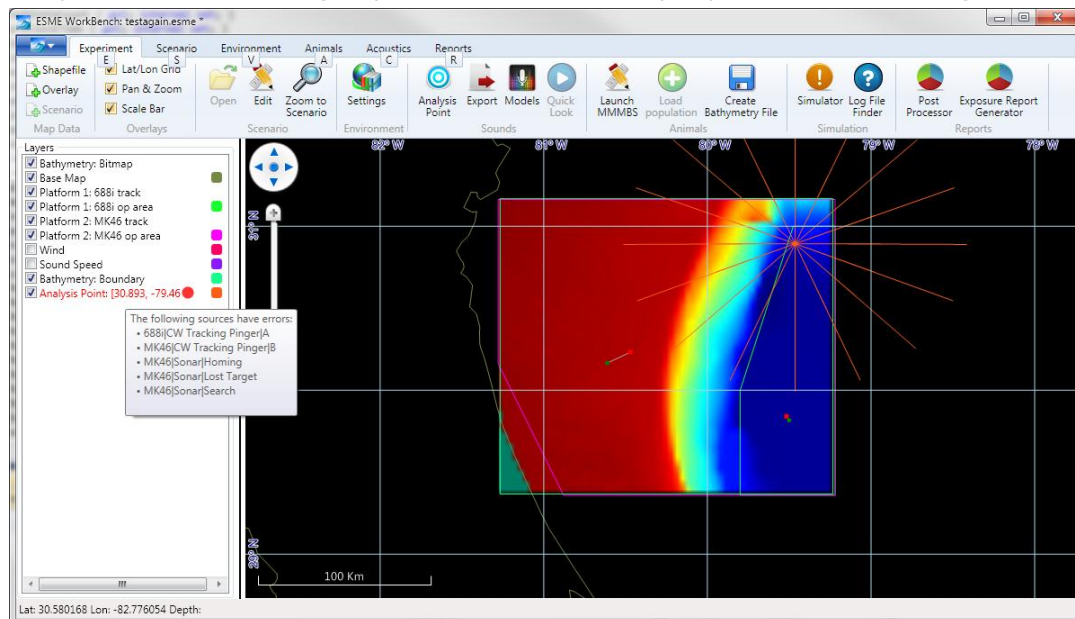 ESME WorkBench: testagain.esme *
Experiment Scenario Environment Animals Acoustics Reports
E S V A C R
Shapefile
Overlay
Scenario
Map Data
Lat/Lon Grid
Pan & Zoom
Scale Bar
Overlays
Open Edit Zoom to Scenario
Scenario
Settings
Environment
Analysis Point Export Models Quick Look
Sounds
Launch MMMBS Load population Create Bathymetry File
Animals
Simulator Log File Finder
Simulation
Post Processor Exposure Report Generator
Reports
Layers
Bathymetry: Bitmap
Base Map
Platform 1: 688i track
Platform 1: 688i op area
Platform 2: MK46 track
Platform 2: MK46 op area
Wind
Sound Speed
Bathymetry: Boundary
Analysis Point: [30.893, -79.46
The following sources have errors:
• 688i|CW Tracking Pinger|A
• MK46|CW Tracking Pinger|B
• MK46|Sonar|Homing
• MK46|Sonar|Lost Target
• MK46|Sonar|Search
82° W 81° W 80° W 79° W 78° W
31° N
29° N
100 Km
Lat: 30.580168 Lon: -82.776054 Depth: